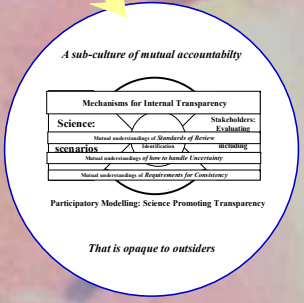 A sub-culture of mutual accountabilty
Mechanisms for Internal Transparency
Science:
Stakeholders:
Evaluating
Mutual understandings of Standards of Review
Identification
scenarios
including
Mutual understandings of how to handle Uncertainty
Mutual understandings of Requirements for Consistency
Participatory Modelling: Science Promoting Transparency
That is opaque to outsiders